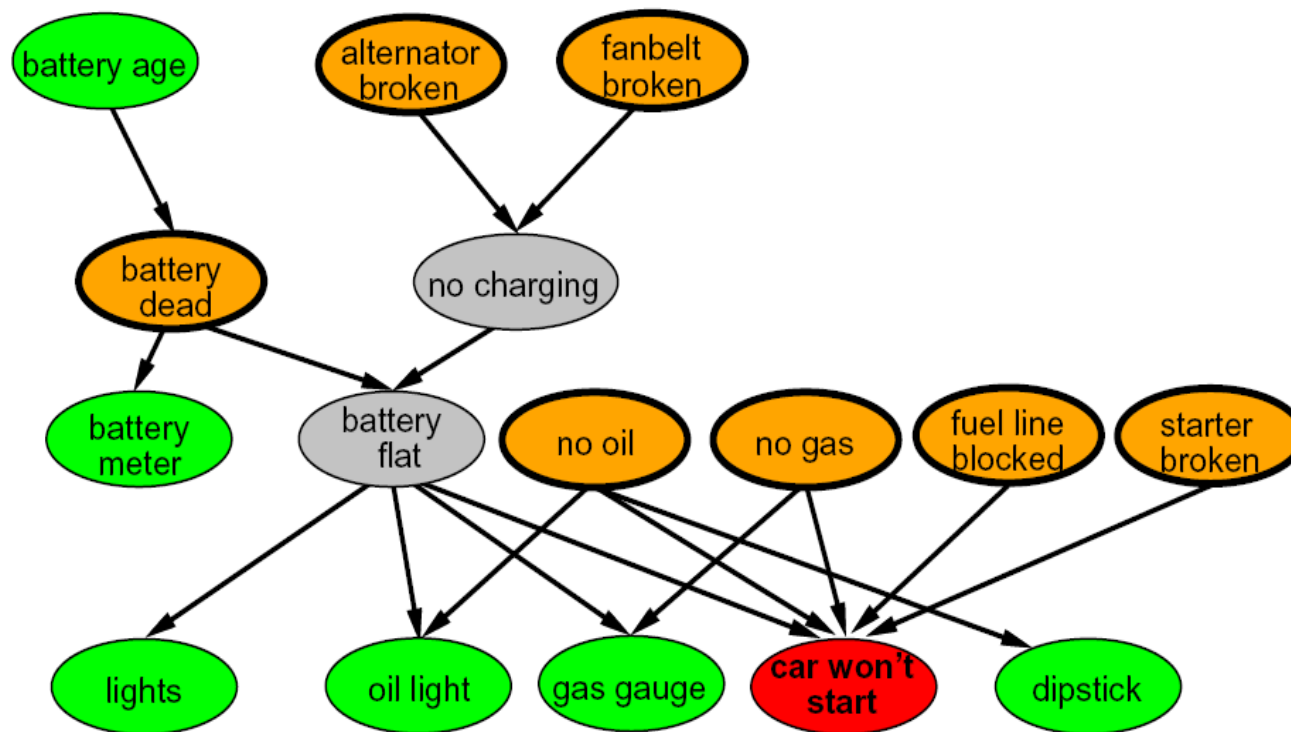 battery age
alternator
broken
fanbelt
broken
battery
dead
no charging
battery
meter
battery
flat
no oil
no gas
fuel line
blocked
starter
broken
lights
oil light
gas gauge
car won't
start
dipstick